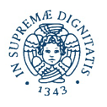 IN SUPREMÆ DIGNITATIS
· 1343 ·